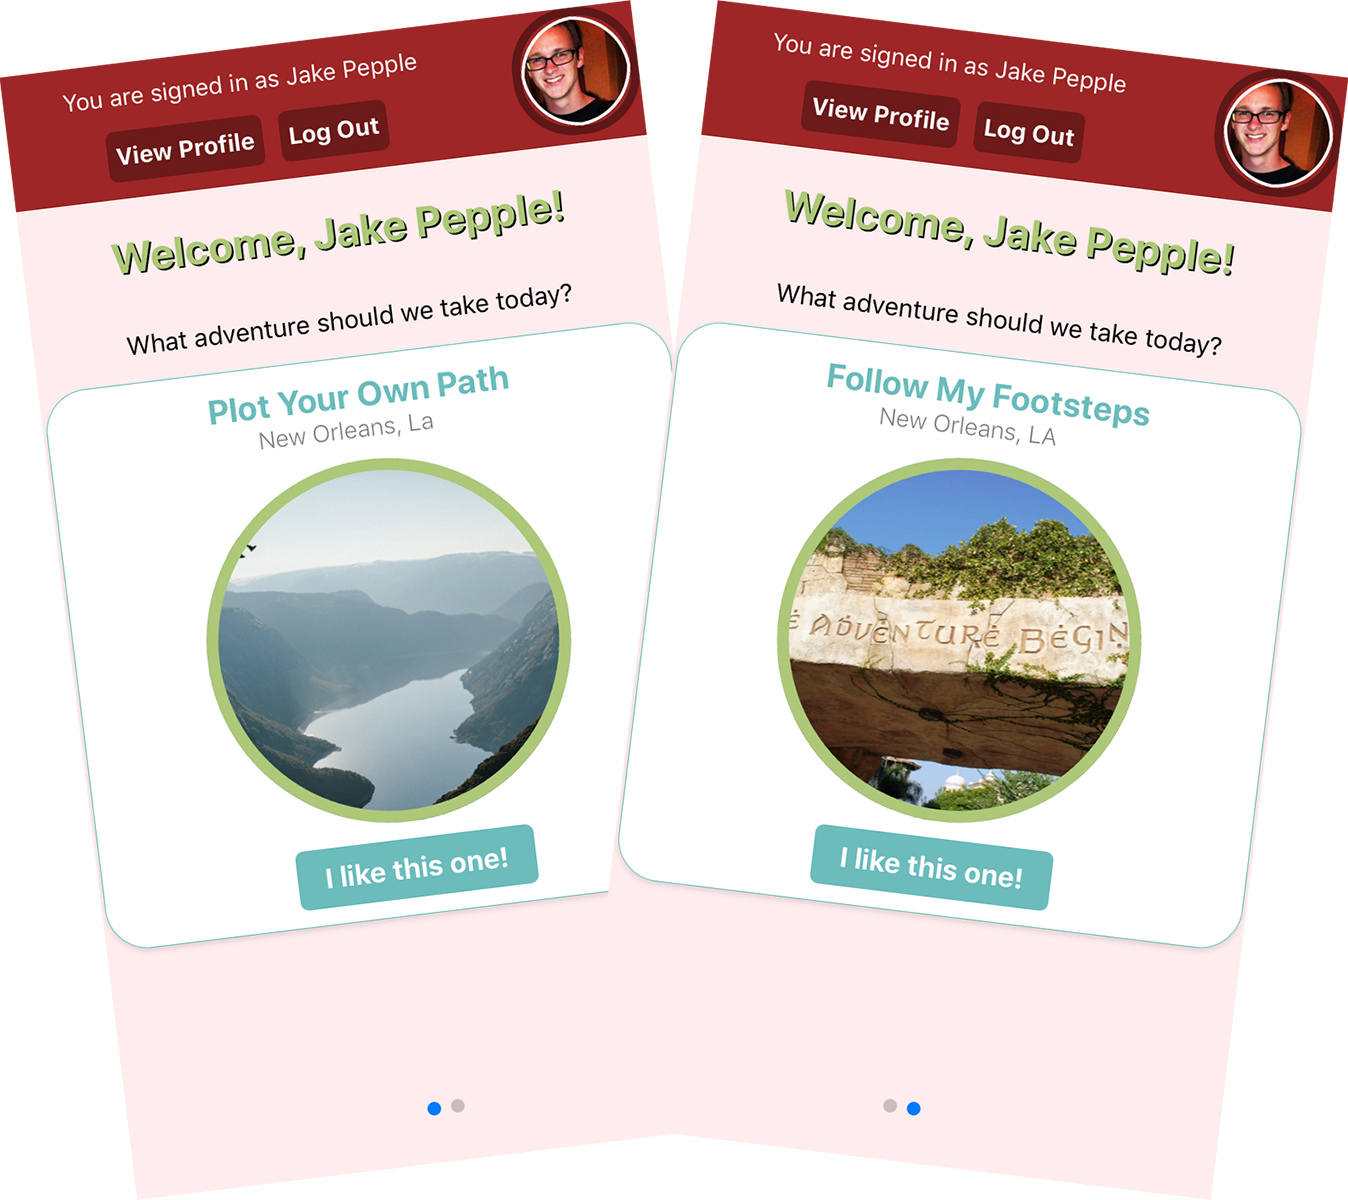 You are signed in as Jake Pepple
View Profile
Log Out
Welcome, Jake Pepple!
What adventure should we take today?
Plot Your Own Path
New Orleans, La
I like this one!
You are signed in as Jake Pepple
View Profile
Log Out
Welcome, Jake Pepple!
What adventure should we take today?
Follow My Footsteps
New Orleans, LA
E ADVENTURE BEGIN
I like this one!